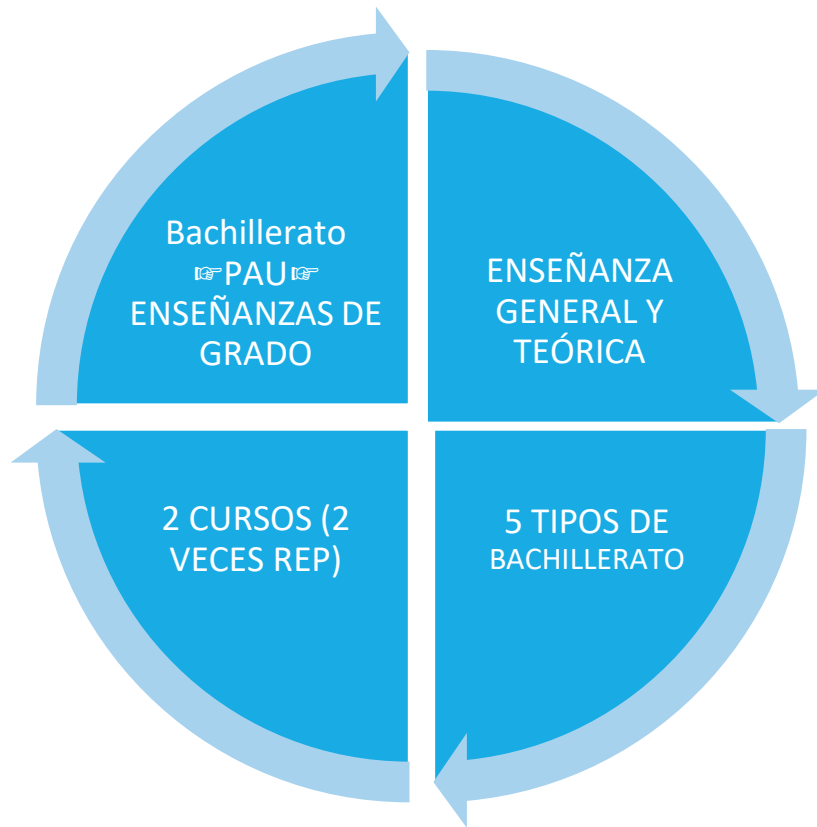 Bachillerato
☞PAU☞
ENSEÑANZAS DE
GRADO
ENSEÑANZA
GENERAL Y
TEÓRICA
2 CURSOS (2
VECES REP)
5 TIPOS DE
BACHILLERATO